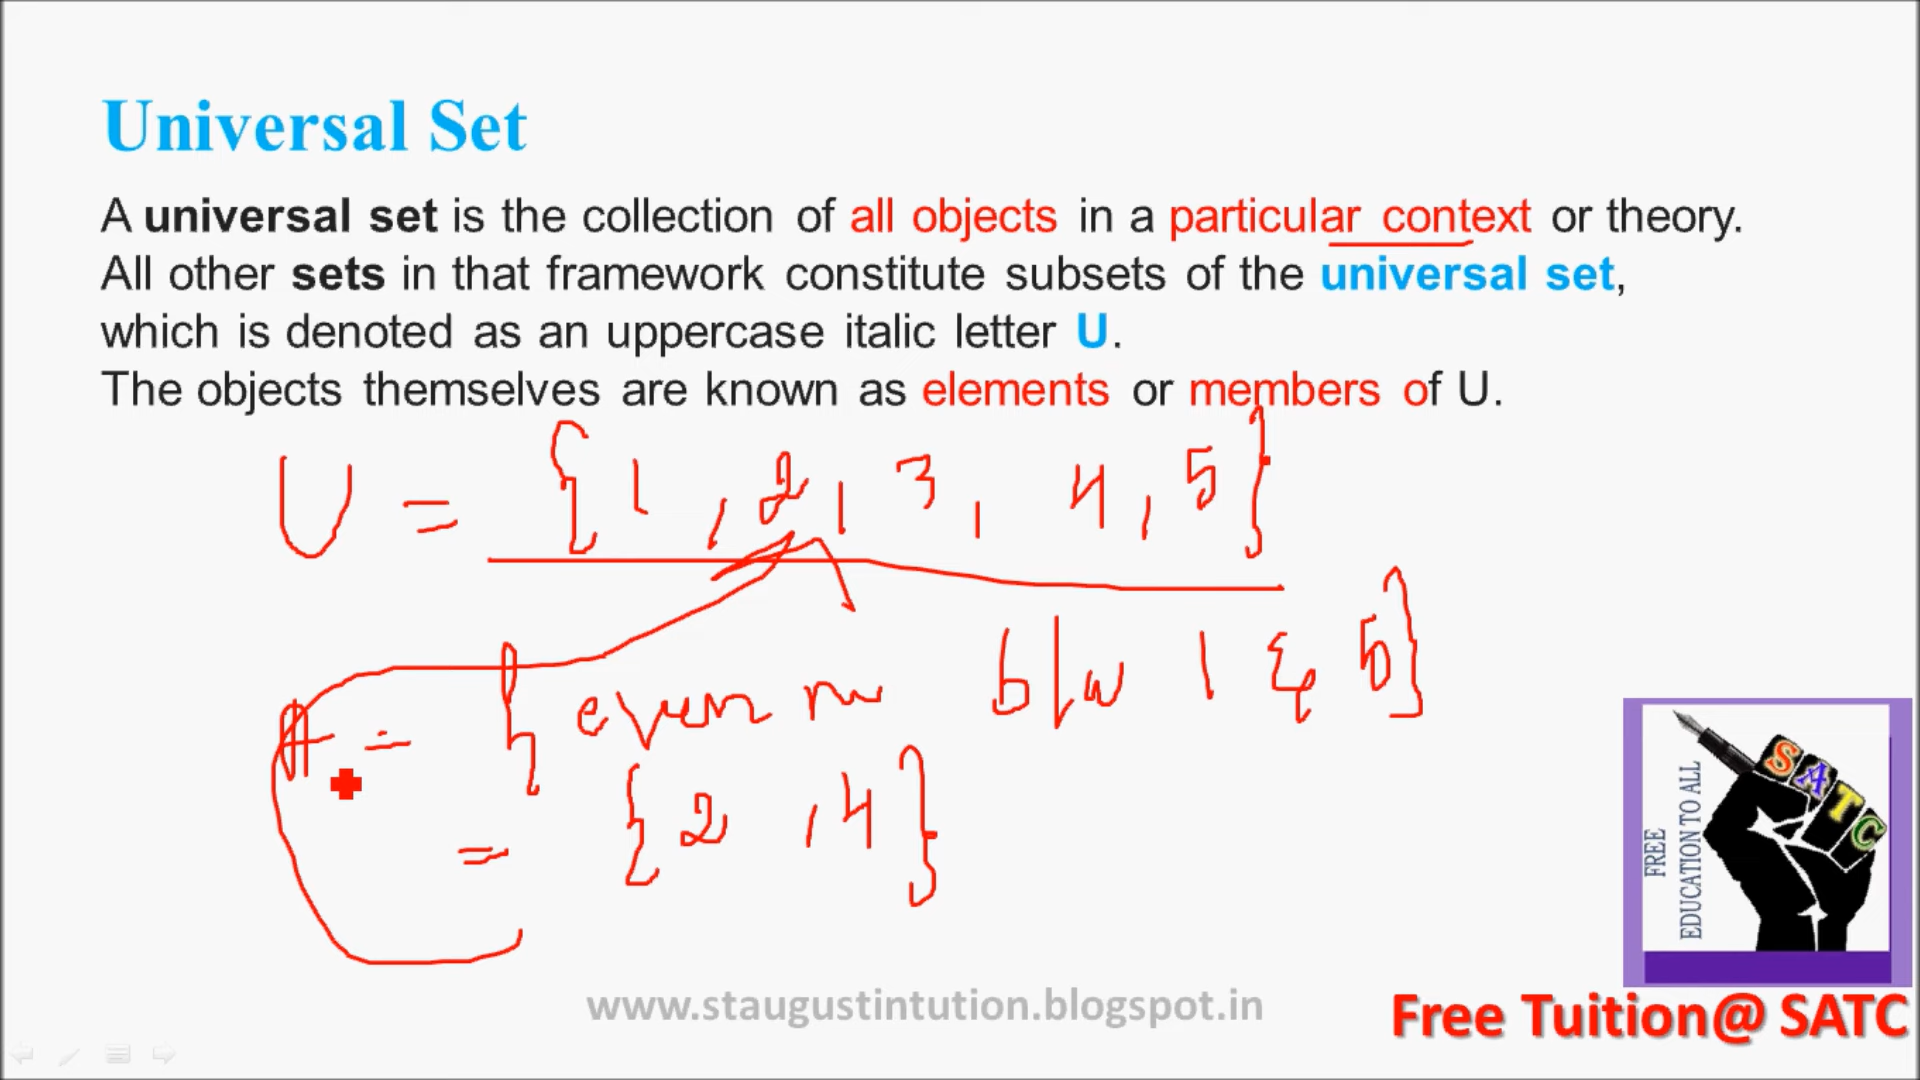 Universal Set
A universal set is the collection of all objects in a particular context or theory.
All other sets in that framework constitute subsets of the universal set,
which is denoted as an uppercase italic letter U.
The objects themselves are known as elements or members of U.
U = {1, 2, 3, 4, 5}
A = { even no b/w 1 & 5}
= {2, 4}
FREE
EDUCATION TO ALL
SATC
www.staugustintution.blogspot.in
Free Tuition@ SATC